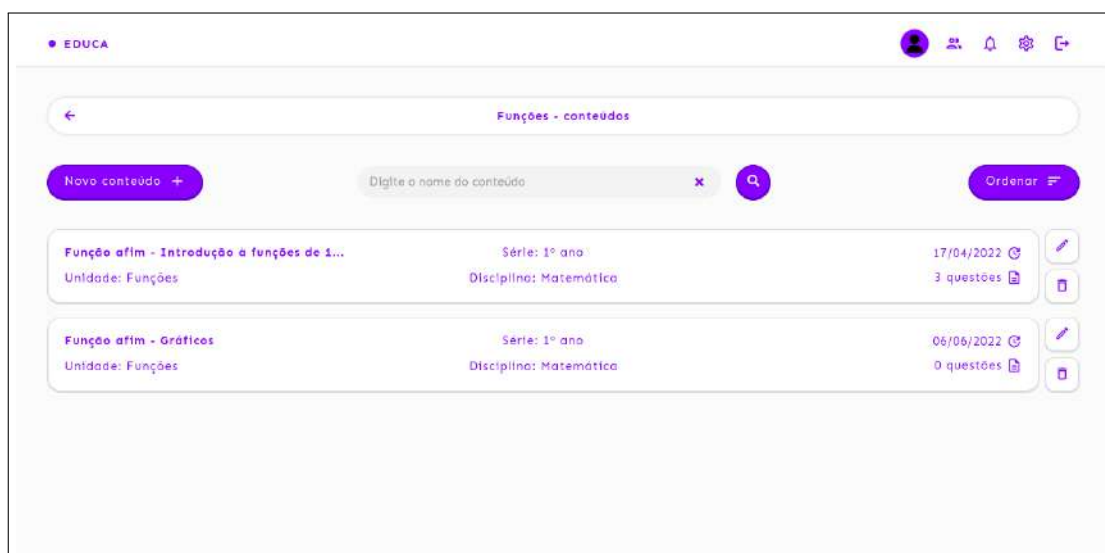 EDUCA
Funções - conteúdos
Novo conteúdo +
Digite o nome do conteúdo
Ordenar
Função afim - Introdução à funções de 1...
Série: 1º ano
17/04/2022
Unidade: Funções
Disciplina: Matemática
3 questões
Função afim - Gráficos
Série: 1º ano
06/06/2022
Unidade: Funções
Disciplina: Matemática
0 questões